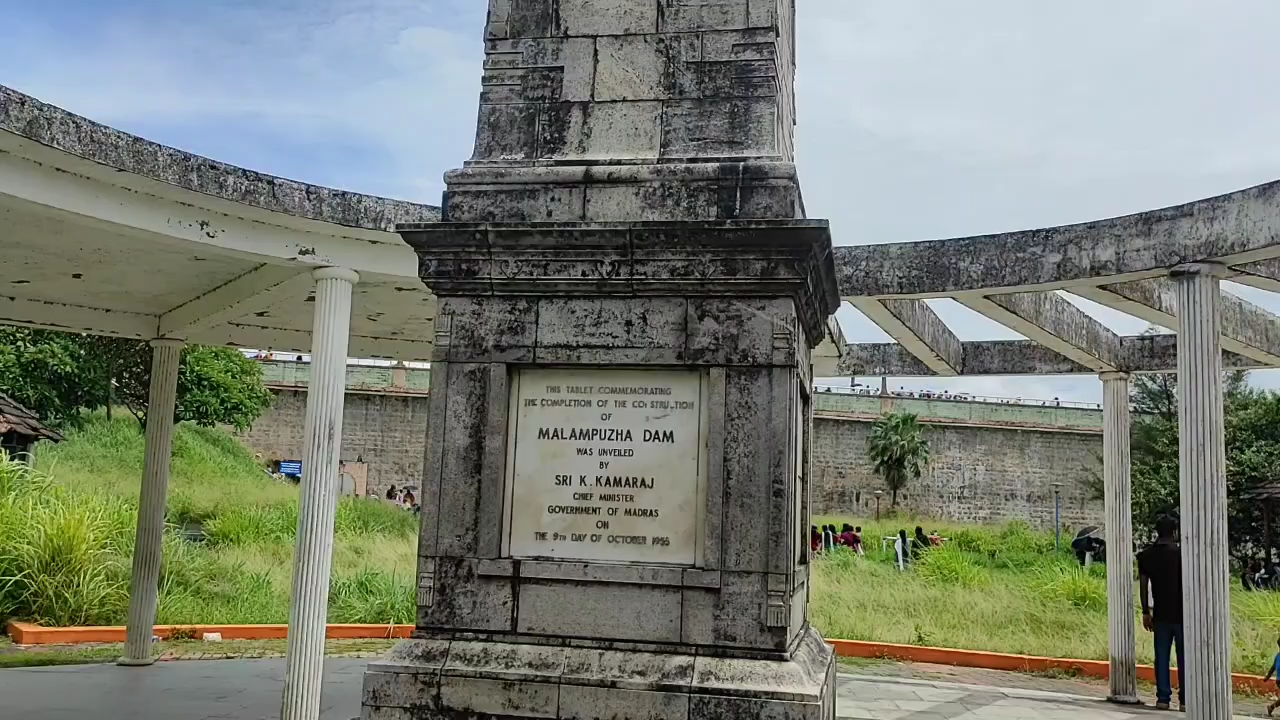 THIS TABLET COMMEMORATING
THE COMPLETION OF THE CONSTRUCTION
OF
MALAMPUZHA DAM
WAS UNVEILED
BY
SRI K. KAMARAJ
CHIEF MINISTER
GOVERNMENT OF MADRAS
ON
THE 9TH DAY OF OCTOBER 1955